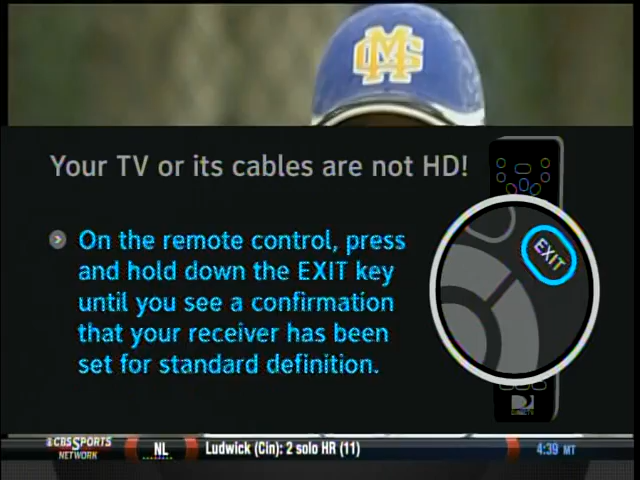 MGS
Your TV or its cables are not HD!
On the remote control, press
and hold down the EXIT key
until you see a confirmation
that your receiver has been
set for standard definition.
EXIT
DIRECTV
CBS SPORTS
NETWORK
NL
Ludwick (Cin): 2 solo HR (11)
4:39 MT